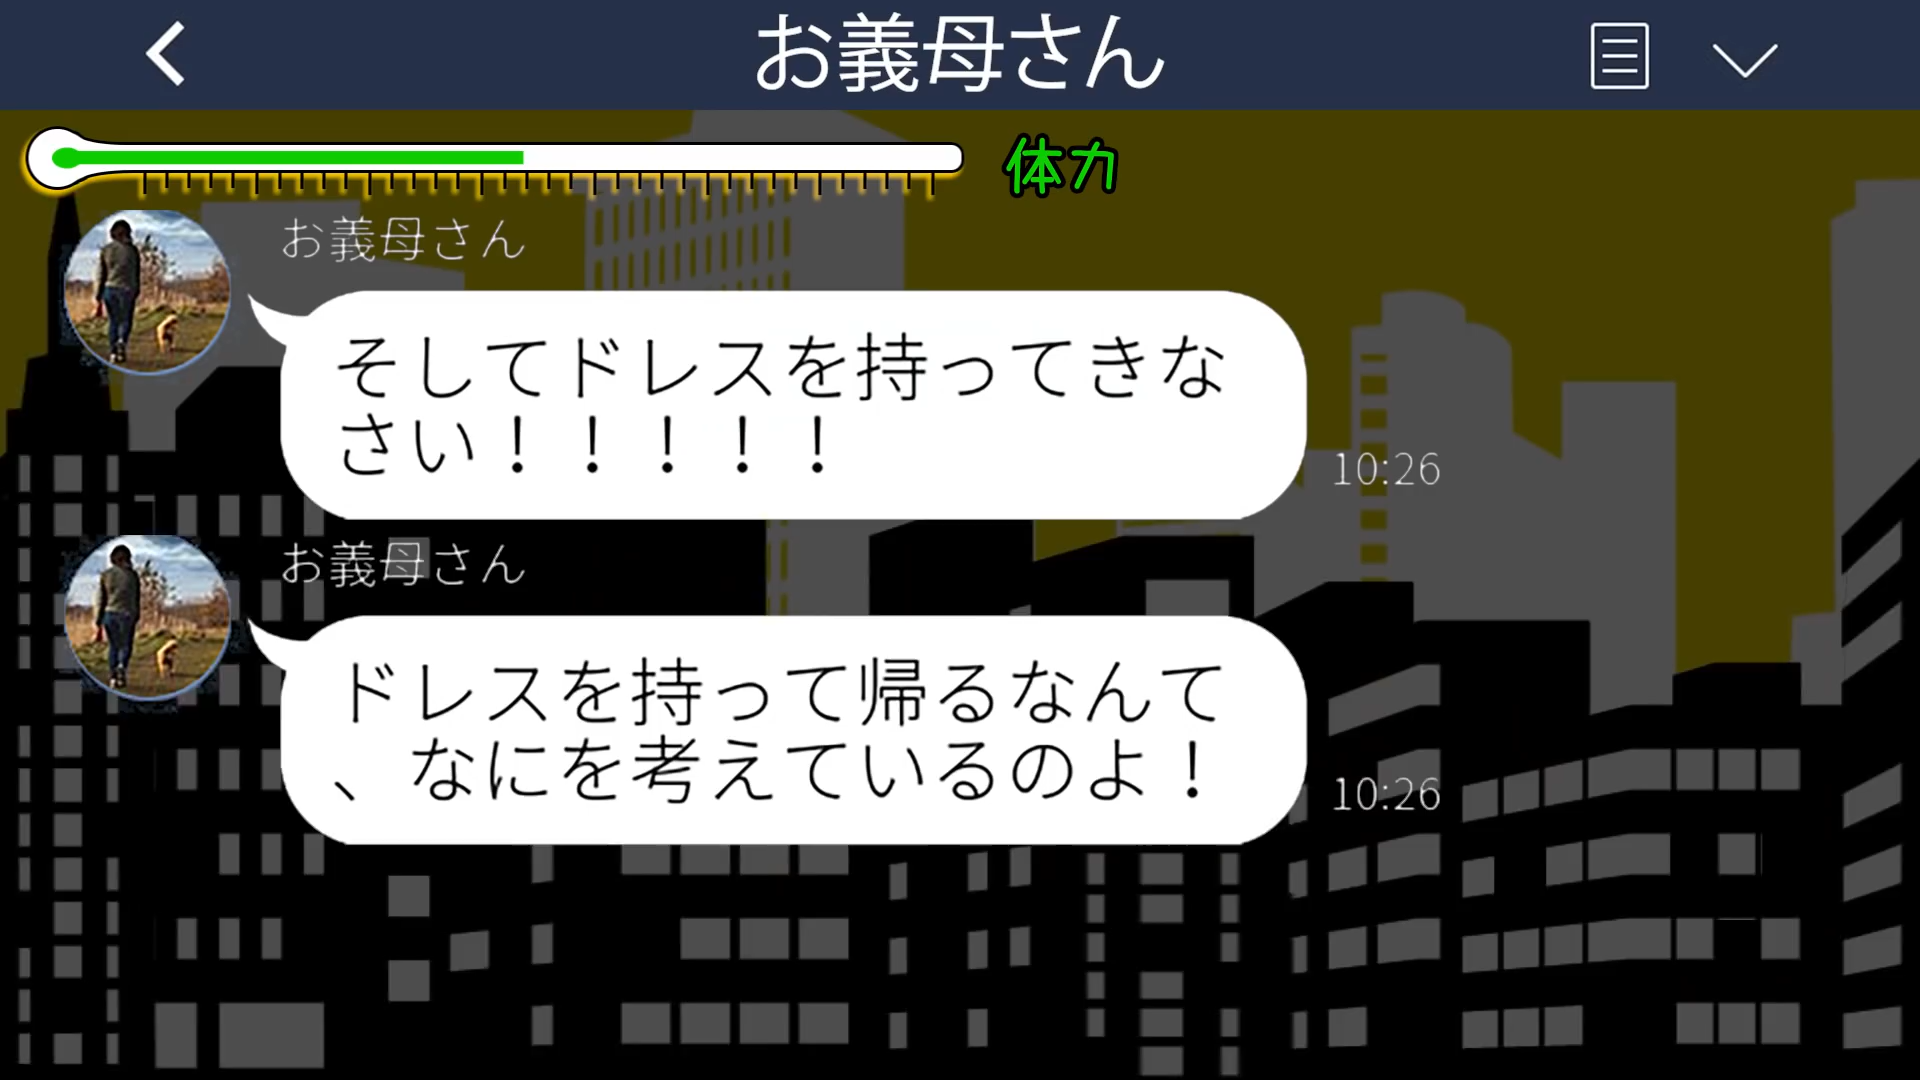 お義母さん
体力
お義母さん
そしてドレスを持ってきな
さい！！！！！
10:26
お義母さん
ドレスを持って帰るなんて
、なにを考えているのよ！
10:26